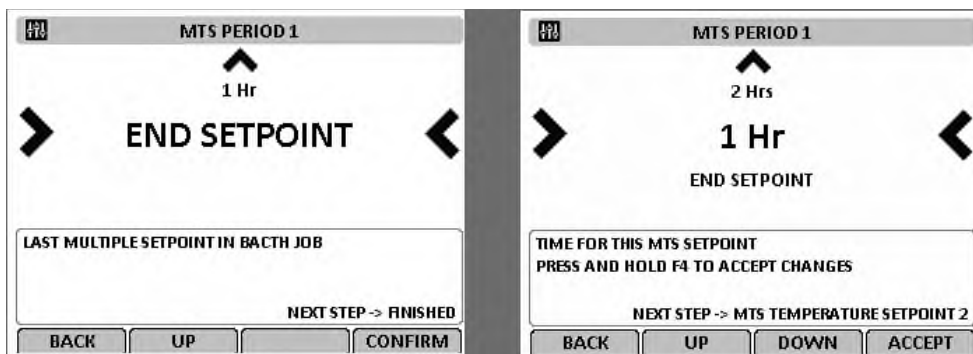 MTS PERIOD 1
1 Hr
END SETPOINT
LAST MULTIPLE SETPOINT IN BACTH JOB
NEXT STEP -> FINISHED
BACK UP CONFIRM
MTS PERIOD 1
2 Hrs
1 Hr
END SETPOINT
TIME FOR THIS MTS SETPOINT
PRESS AND HOLD F4 TO ACCEPT CHANGES
NEXT STEP -> MTS TEMPERATURE SETPOINT 2
BACK UP DOWN ACCEPT